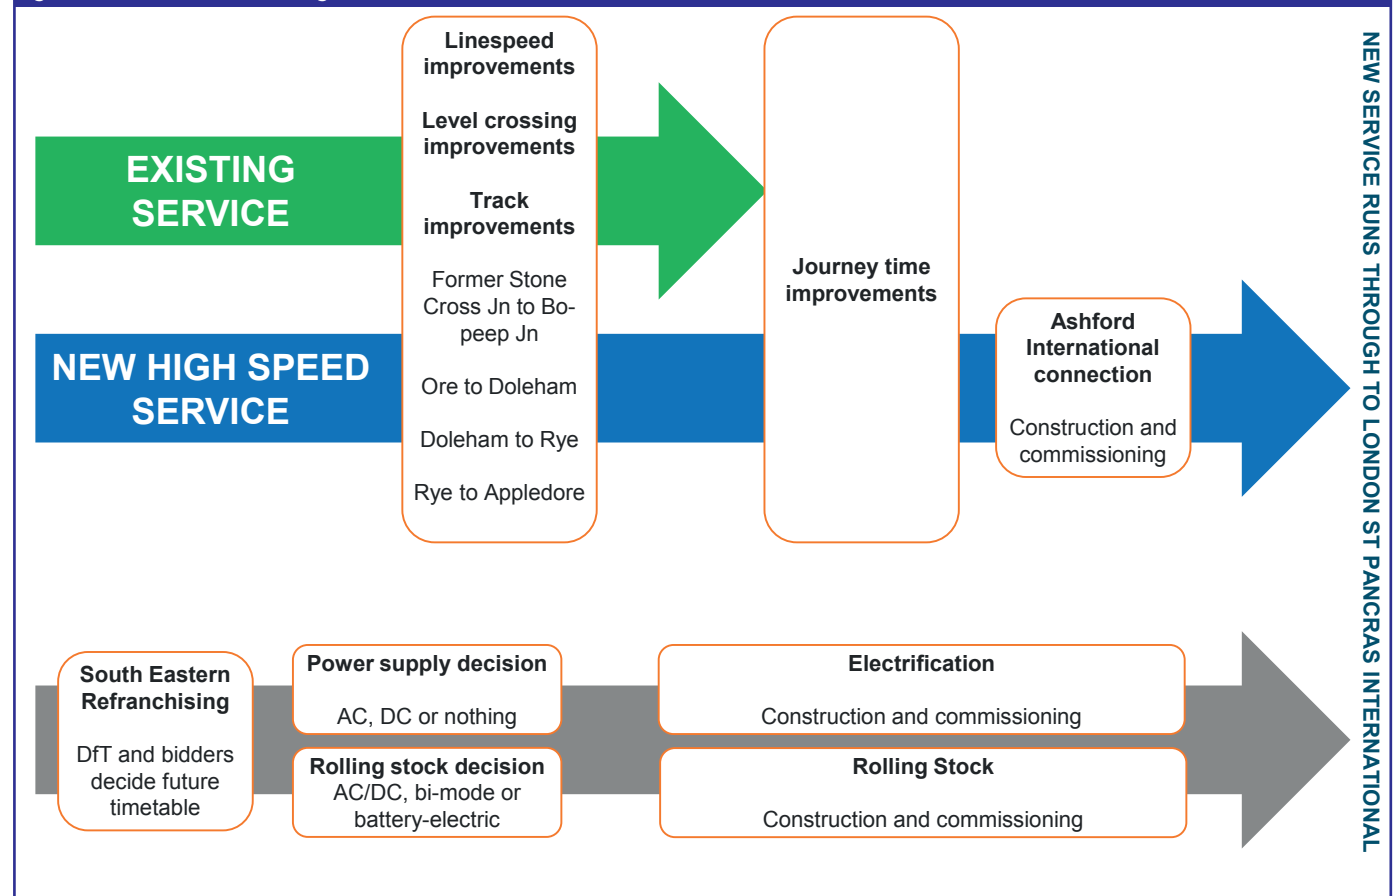 EXISTING
SERVICE
NEW HIGH SPEED
SERVICE
Linespeed
improvements
Level crossing
improvements
Track
improvements
Former Stone
Cross Jn to Bo-
peep Jn
Ore to Doleham
Doleham to Rye
Rye to Appledore
Journey time
improvements
Ashford
International
connection
Construction and
commissioning
NEW SERVICE RUNS THROUGH TO LONDON ST PANCRAS INTERNATIONAL
South Eastern
Refranchising
DfT and bidders
decide future
timetable
Power supply decision
AC, DC or nothing
Rolling stock decision
AC/DC, bi-mode or
battery-electric
Electrification
Construction and commissioning
Rolling Stock
Construction and commissioning